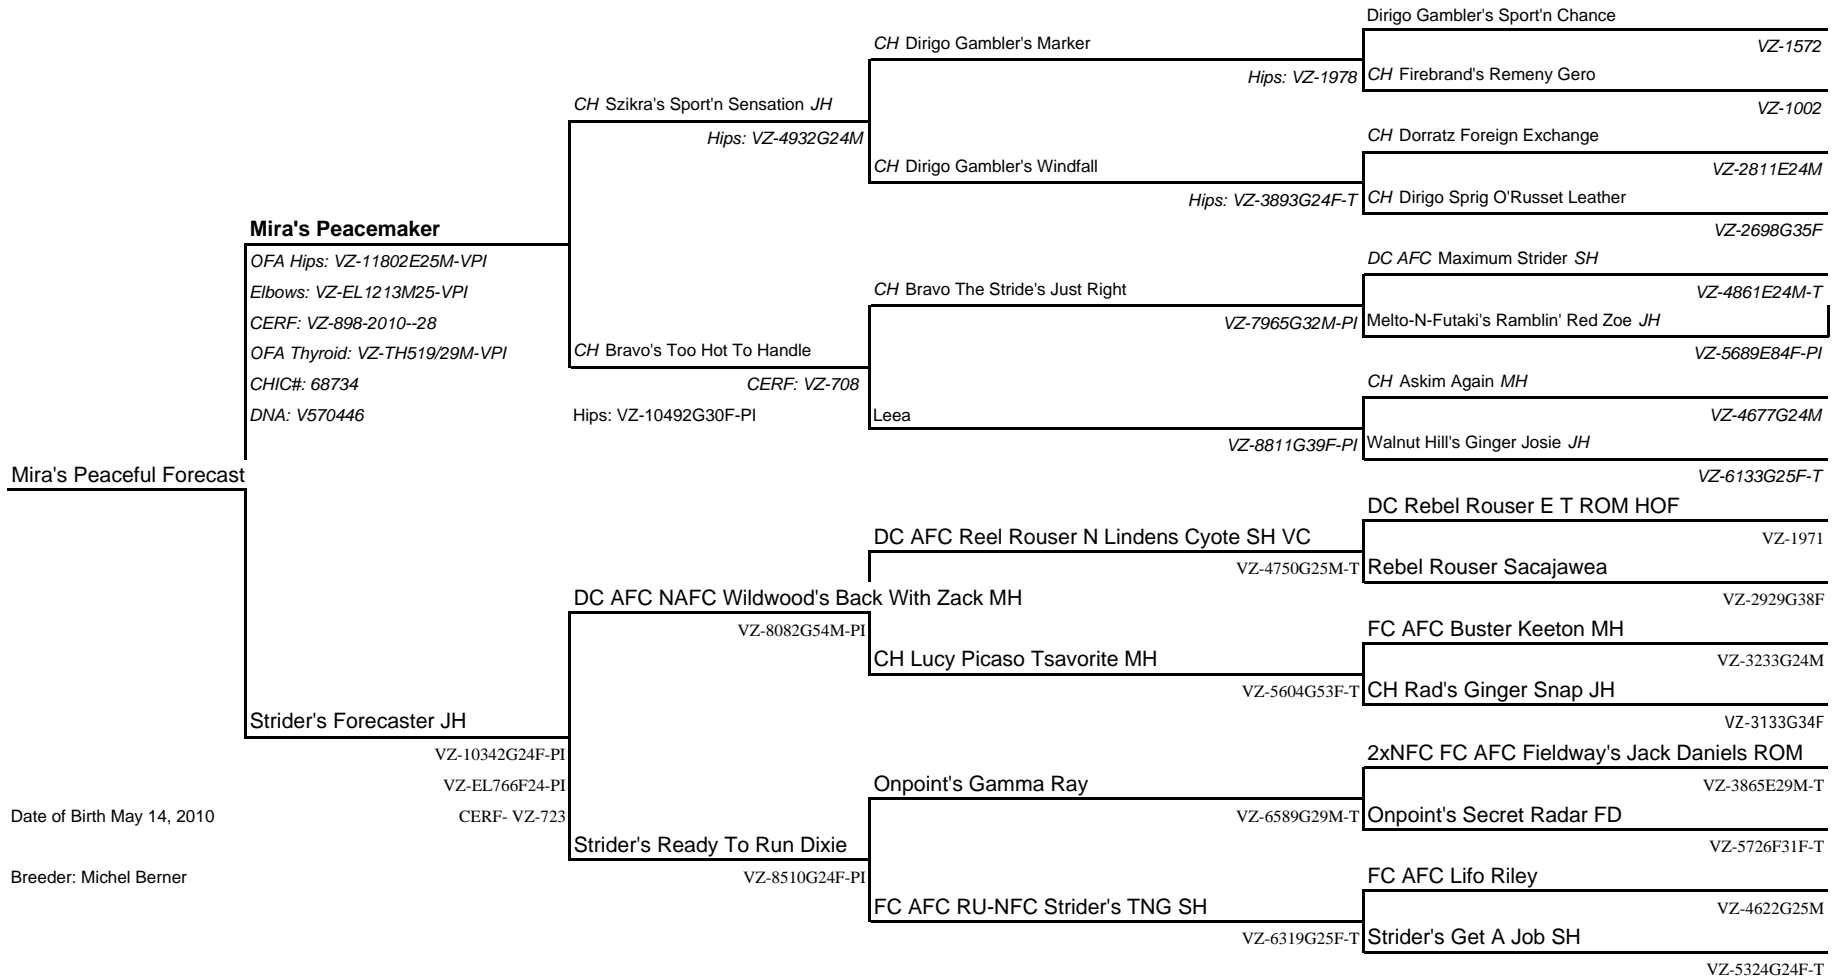 Dirigo Gambler's Sport'n Chance
CH Dirigo Gambler's Marker
VZ-1572
Hips: VZ-1978
CH Firebrand's Remeny Gero
CH Szikra's Sport'n Sensation JH
VZ-1002
Hips: VZ-4932G24M
CH Dorratz Foreign Exchange
CH Dirigo Gambler's Windfall
VZ-2811E24M
Hips: VZ-3893G24F-T
CH Dirigo Sprig O'Russet Leather
Mira's Peacemaker
VZ-2698G35F
OFA Hips: VZ-11802E25M-VPI
DC AFC Maximum Strider SH
Elbows: VZ-EL1213M25-VPI
CH Bravo The Stride's Just Right
VZ-4861E24M-T
CERF: VZ-898-2010--28
VZ-7965G32M-PI
Melto-N-Futaki's Ramblin' Red Zoe JH
OFA Thyroid: VZ-TH519/29M-VPI
CH Bravo's Too Hot To Handle
VZ-5689E84F-PI
CHIC#: 68734
CERF: VZ-708
CH Askim Again MH
DNA: V570446
Hips: VZ-10492G30F-PI
Leea
VZ-4677G24M
VZ-8811G39F-PI
Walnut Hill's Ginger Josie JH
Mira's Peaceful Forecast
VZ-6133G25F-T
DC Rebel Rouser E T ROM HOF
DC AFC Reel Rouser N Lindens Cyote SH VC
VZ-1971
VZ-4750G25M-T
Rebel Rouser Sacajawea
DC AFC NAFC Wildwood's Back With Zack MH
VZ-2929G38F
VZ-8082G54M-PI
FC AFC Buster Keeton MH
CH Lucy Picaso Tsavorite MH
VZ-3233G24M
VZ-5604G53F-T
CH Rad's Ginger Snap JH
Strider's Forecaster JH
VZ-3133G34F
VZ-10342G24F-PI
2xNFC FC AFC Fieldway's Jack Daniels ROM
VZ-EL766F24-PI
Onpoint's Gamma Ray
VZ-3865E29M-T
Date of Birth May 14, 2010
CERF- VZ-723
VZ-6589G29M-T
Onpoint's Secret Radar FD
Strider's Ready To Run Dixie
VZ-5726F31F-T
Breeder: Michel Berner
VZ-8510G24F-PI
FC AFC Lifo Riley
FC AFC RU-NFC Strider's TNG SH
VZ-4622G25M
VZ-6319G25F-T
Strider's Get A Job SH
VZ-5324G24F-T